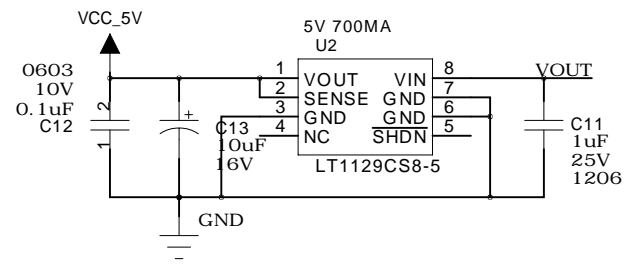 VCC_5V
5V 700MA
U2
0603
10V
0.1uF
C12
2
1
+
C13
10uF
16V
1
2
3
4
VOUT
SENSE
GND
NC
VIN
GND
GND
SHDN
8
7
6
5
LT1129CS8-5
VOUT
C11
1uF
25V
1206
GND